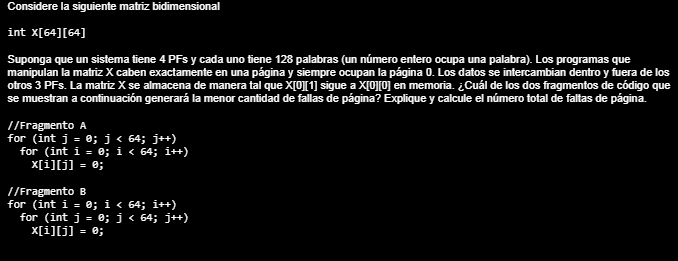 Considere la siguiente matriz bidimensional
int X[64][64]
Suponga que un sistema tiene 4 PFs y cada uno tiene 128 palabras (un número entero ocupa una palabra). Los programas que
manipulan la matriz X caben exactamente en una página y siempre ocupan la página 0. Los datos se intercambian dentro y fuera de los
otros 3 PFs. La matriz X se almacena de manera tal que X[0][1] sigue a X[0][0] en memoria. ¿Cuál de los dos fragmentos de código que
se muestran a continuación generará la menor cantidad de fallas de página? Explique y calcule el número total de faltas de página.
//Fragmento A
for (int j = 0; j < 64; j++)
for (int i = 0; i < 64; i++)
X[i][j] = 0;
//Fragmento B
for (int i = 0; i < 64; i++)
for (int j = 0; j < 64; j++)
X[i][j] = 0;